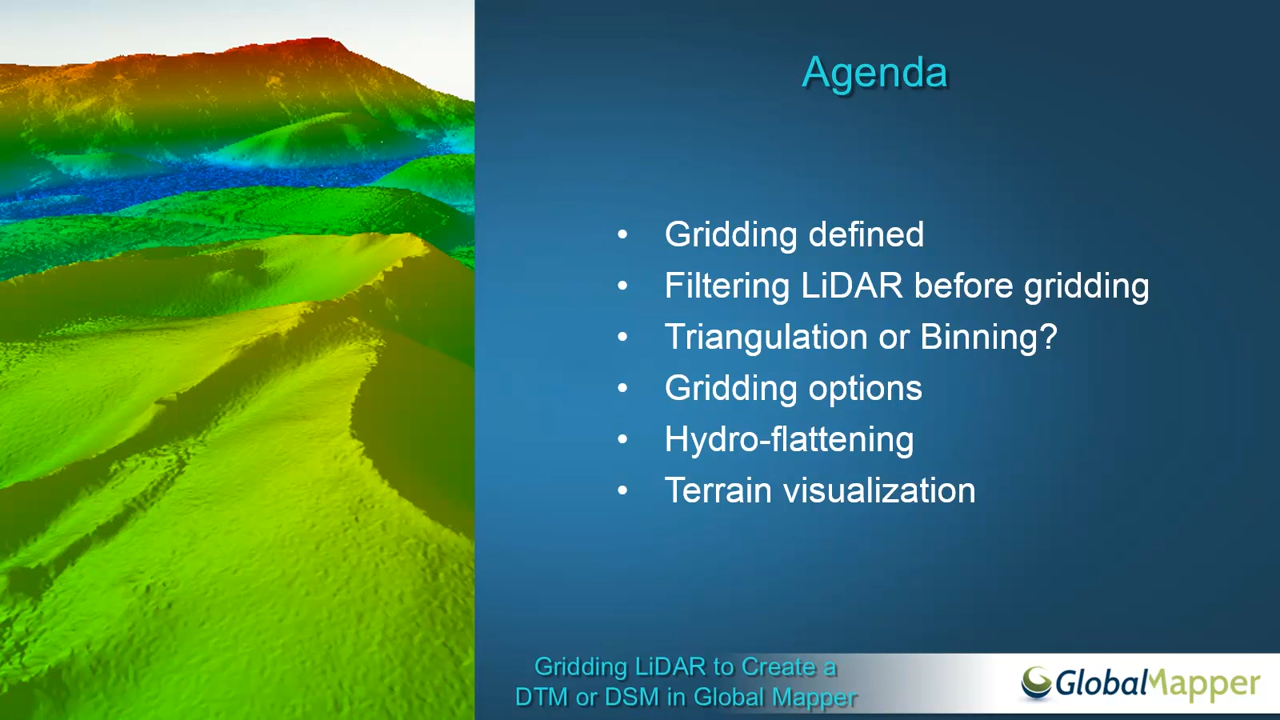 Agenda
• Gridding defined
• Filtering LiDAR before gridding
• Triangulation or Binning?
• Gridding options
• Hydro-flattening
• Terrain visualization
Gridding LiDAR to Create a
DTM or DSM in Global Mapper
GlobalMapper